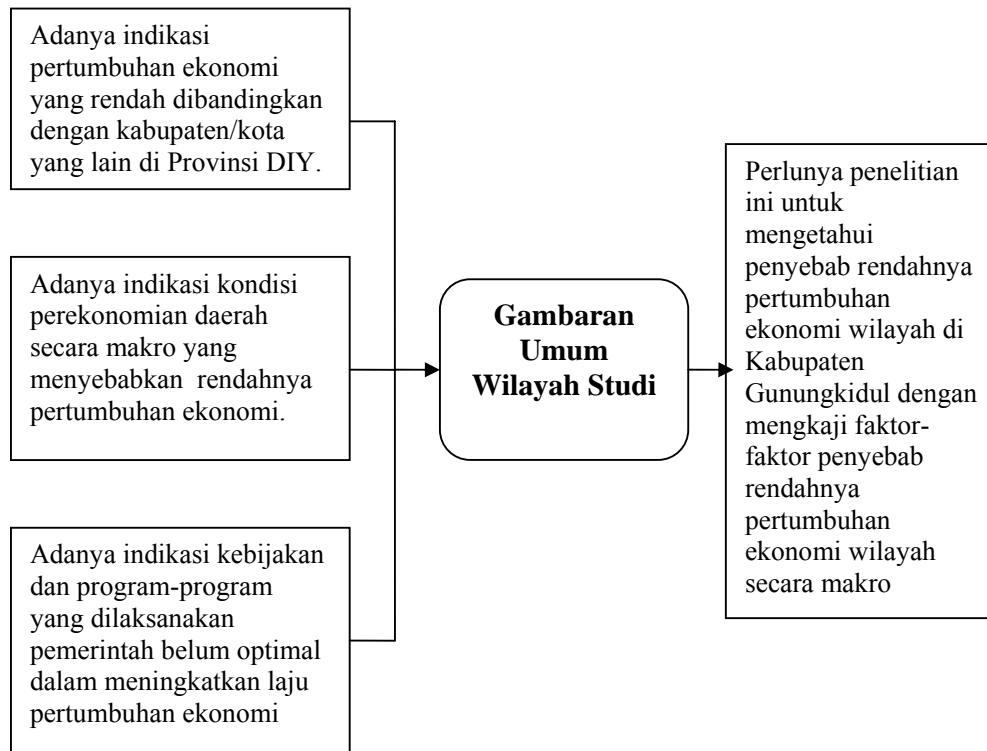 Adanya indikasi
pertumbuhan ekonomi
yang rendah dibandingkan
dengan kabupaten/kota
yang lain di Provinsi DIY.
Adanya indikasi kondisi
perekonomian daerah
secara makro yang
menyebabkan rendahnya
pertumbuhan ekonomi.
Adanya indikasi kebijakan
dan program-program
yang dilaksanakan
pemerintah belum optimal
dalam meningkatkan laju
pertumbuhan ekonomi
Gambaran
Umum
Wilayah Studi
Perlunya penelitian
ini untuk
mengetahui
penyebab rendahnya
pertumbuhan
ekonomi wilayah di
Kabupaten
Gunungkidul dengan
mengkaji faktor-
faktor penyebab
rendahnya
pertumbuhan
ekonomi wilayah
secara makro